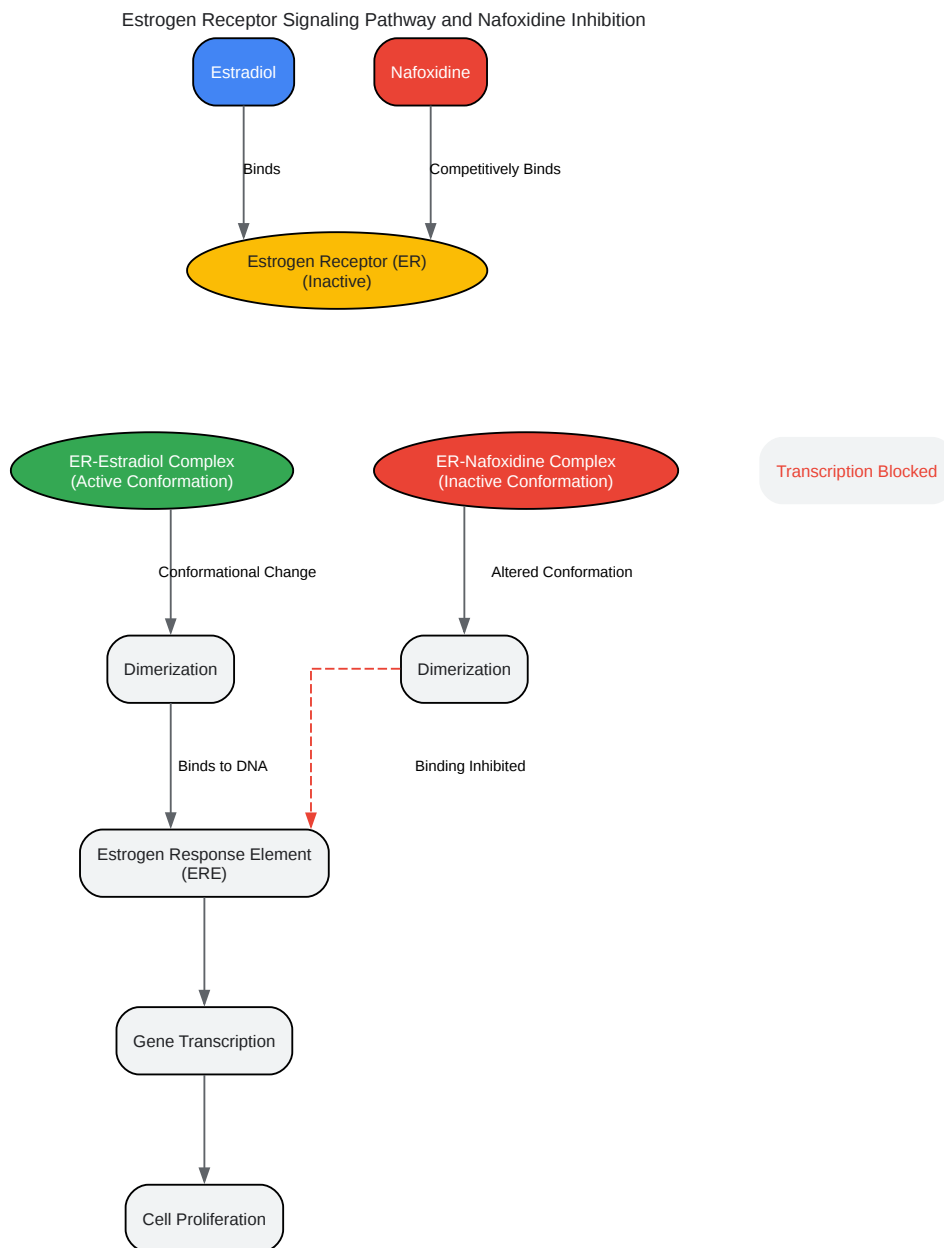 Estrogen Receptor Signaling Pathway and Nafoxidine Inhibition
Estradiol
Nafoxidine
Binds
Competitively Binds
Estrogen Receptor (ER)
(Inactive)
ER-Estradiol Complex
(Active Conformation)
ER-Nafoxidine Complex
(Inactive Conformation)
Transcription Blocked
Conformational Change
Altered Conformation
Dimerization
Dimerization
Binds to DNA
Binding Inhibited
Estrogen Response Element
(ERE)
Gene Transcription
Cell Proliferation